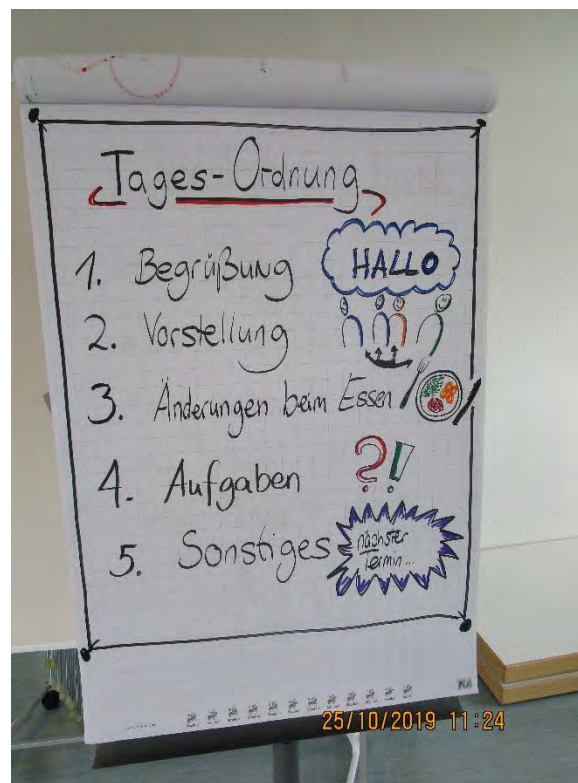 Tages-Ordnung
1. Begrüßung
HALLO
2. Vorstellung
3. Änderungen beim Essen
4. Aufgaben ?!
5. Sonstiges
nächster
Termin...
25/10/2019 11:24